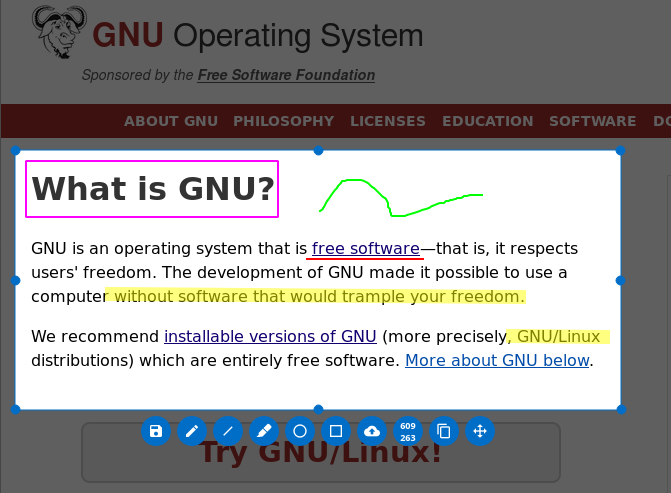 GNU Operating System
Sponsored by the Free Software Foundation
ABOUT GNU PHILOSOPHY LICENSES EDUCATION SOFTWARE DO
What is GNU?
GNU is an operating system that is free software—that is, it respects
users' freedom. The development of GNU made it possible to use a
computer without software that would trample your freedom.
We recommend installable versions of GNU (more precisely, GNU/Linux
distributions) which are entirely free software. More about GNU below.
609
263
Try GNU/Linux!